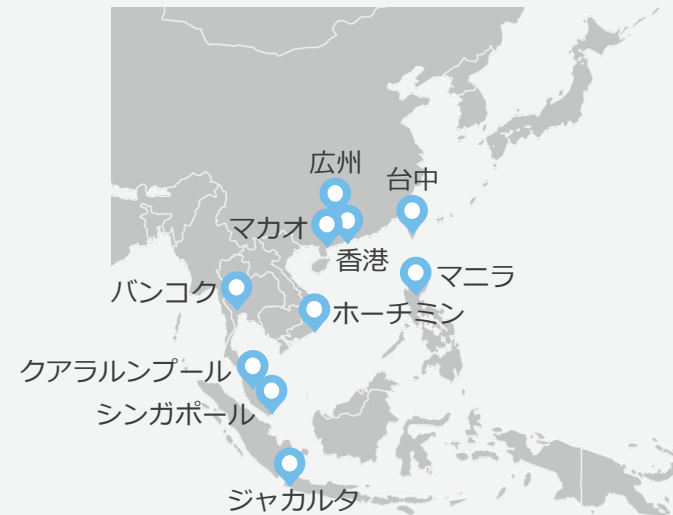 広州
台中
マカオ
香港
マニラ
バンコク
ホーチミン
クアラルンプール
シンガポール
ジャカルタ